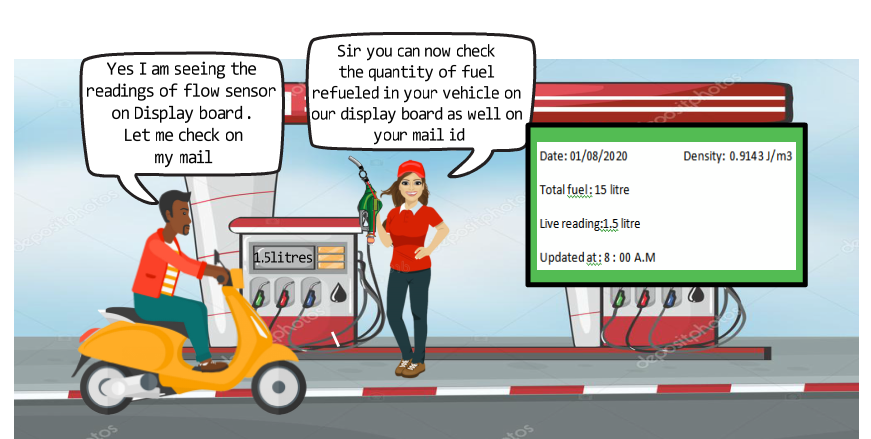 Yes I am seeing the
readings of flow sensor
on Display board .
Let me check on
my mail
Sir you can now check
the quantity of fuel
refueled in your vehicle on
our display board as well on
your mail id
Date: 01/08/2020 Density: 0.9143 J/m3
Total fuel : 15 litre
Live reading:1.5 litre
Updated at : 8 : 00 A.M
1.5litres
depositphotos
depositphotos
depositphotos